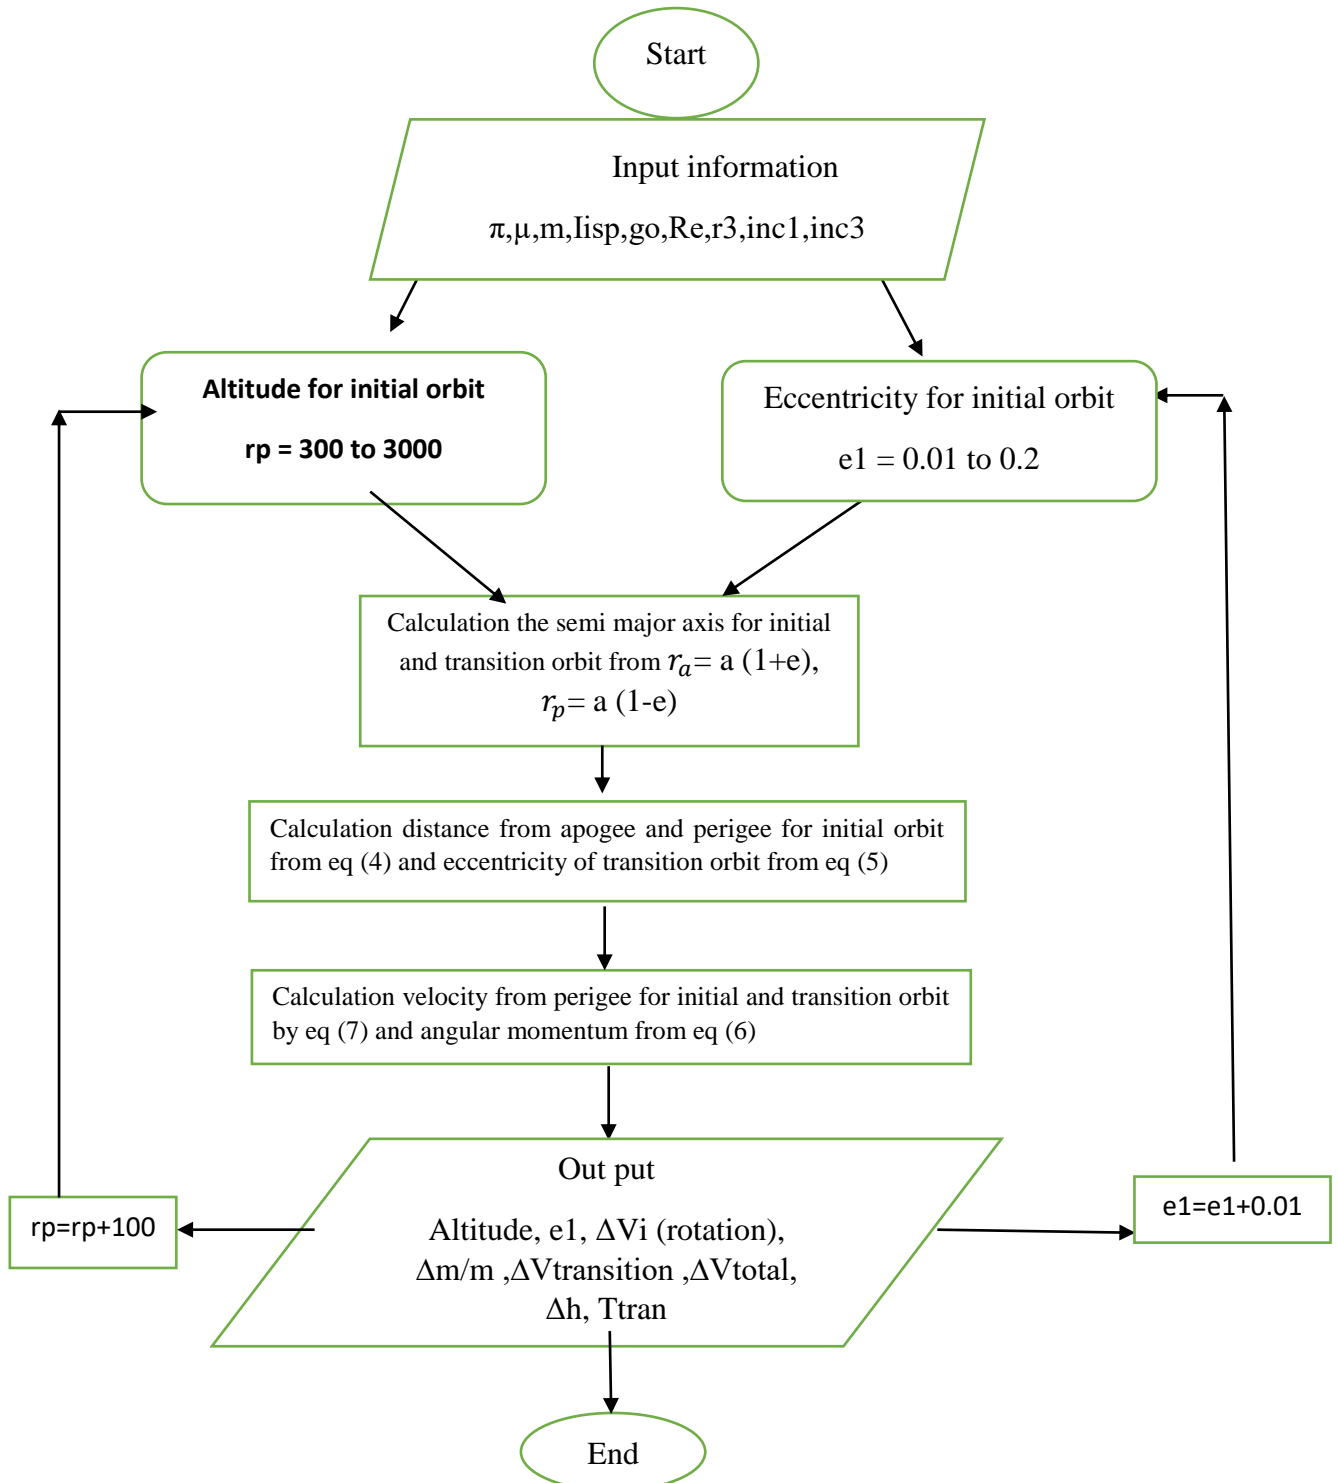 Start
Input information
π,μ,m,Iisp,go,Re,r3,inc1,inc3
Altitude for initial orbit
rp = 300 to 3000
Eccentricity for initial orbit
e1 = 0.01 to 0.2
Calculation the semi major axis for initial
and transition orbit from rₐ= a (1+e),
rₚ= a (1-e)
Calculation distance from apogee and perigee for initial orbit
from eq (4) and eccentricity of transition orbit from eq (5)
Calculation velocity from perigee for initial and transition orbit
by eq (7) and angular momentum from eq (6)
Out put
Altitude, e1, ΔVi (rotation),
Δm/m ,ΔVtransition ,ΔVtotal,
Δh, Ttran
rp=rp+100
e1=e1+0.01
End